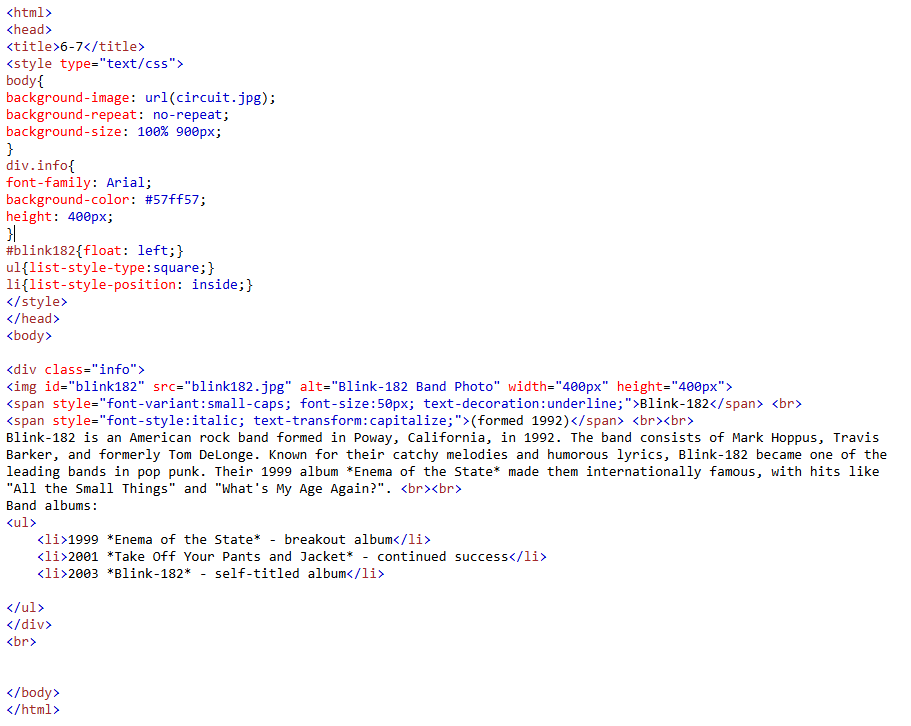 <html>
<head>
<title>6-7</title>
<style type="text/css">
body{
background-image: url(circuit.jpg);
background-repeat: no-repeat;
background-size: 100% 900px;
}
div.info{
font-family: Arial;
background-color: #57ff57;
height: 400px;
}
#blink182{float: left;}
ul{list-style-type:square;}
li{list-style-position: inside;}
</style>
</head>
<body>

<div class="info">
<img id="blink182" src="blink182.jpg" alt="Blink-182 Band Photo" width="400px" height="400px">
<span style="font-variant:small-caps; font-size:50px; text-decoration:underline;">Blink-182</span> <br>
<span style="font-style:italic; text-transform:capitalize;">(formed 1992)</span> <br><br>
Blink-182 is an American rock band formed in Poway, California, in 1992. The band consists of Mark Hoppus, Travis
Barker, and formerly Tom DeLonge. Known for their catchy melodies and humorous lyrics, Blink-182 became one of the
leading bands in pop punk. Their 1999 album *Enema of the State* made them internationally famous, with hits like
"All the Small Things" and "What's My Age Again?". <br><br>
Band albums:
<ul>
    <li>1999 *Enema of the State* - breakout album</li>
    <li>2001 *Take Off Your Pants and Jacket* - continued success</li>
    <li>2003 *Blink-182* - self-titled album</li>

</ul>
</div>
<br>


</body>
</html>